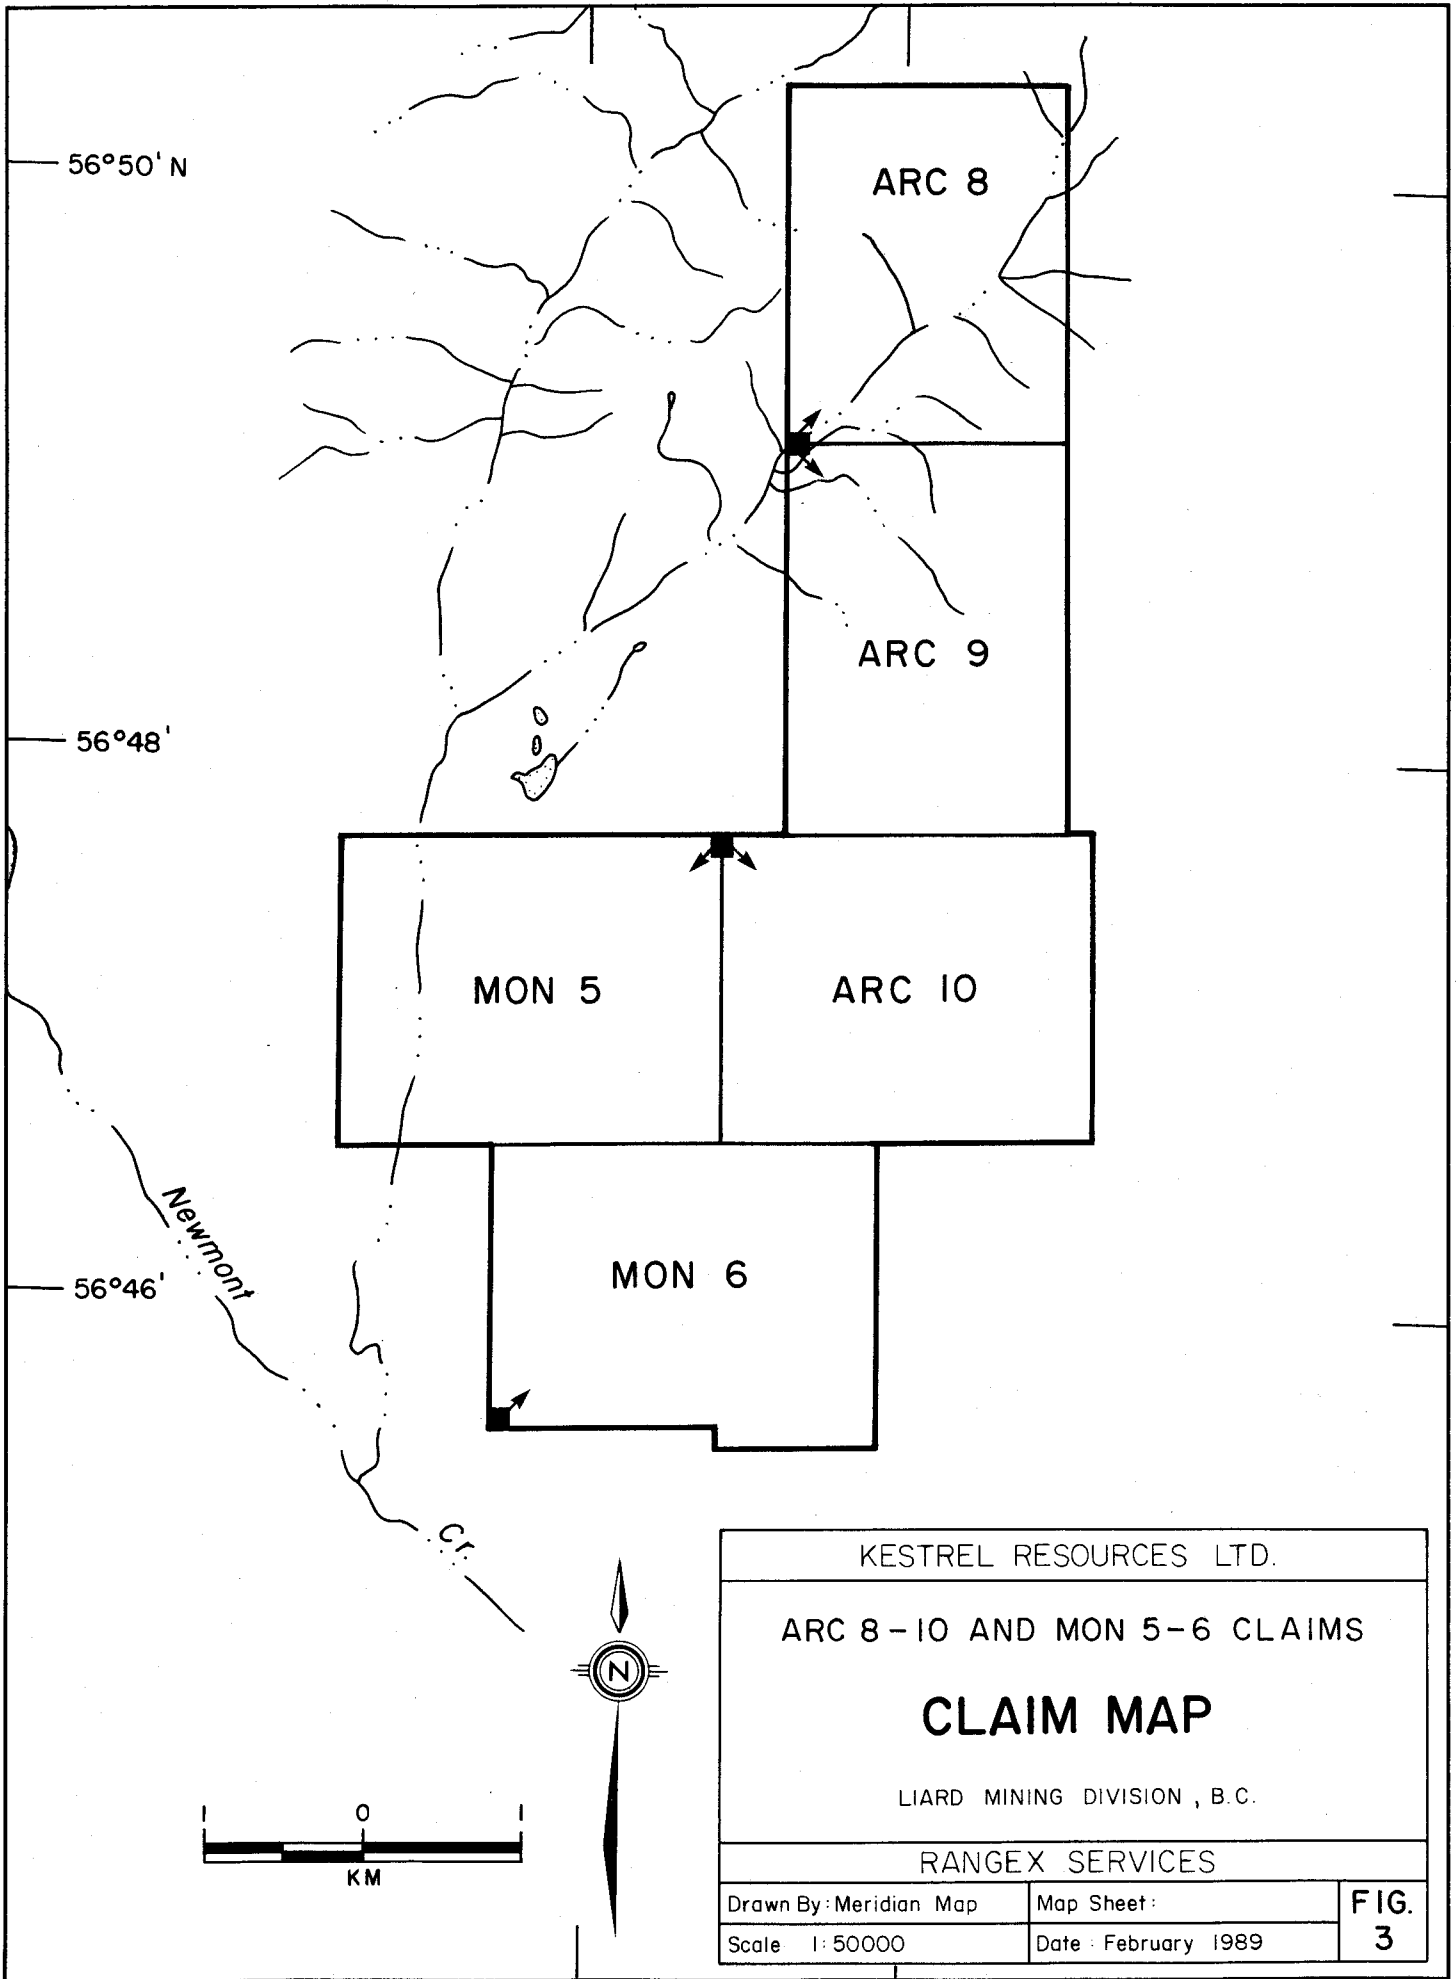 56°50' N
ARC 8
ARC 9
56°48'
MON 5
ARC 10
Newmont
56°46'
MON 6
Cr.
N
1 0 1
KM
KESTREL RESOURCES LTD.
ARC 8-10 AND MON 5-6 CLAIMS
CLAIM MAP
LIARD MINING DIVISION , B.C.
RANGEX SERVICES
Drawn By: Meridian Map
Map Sheet:
FIG.
3
Scale 1:50000
Date: February 1989